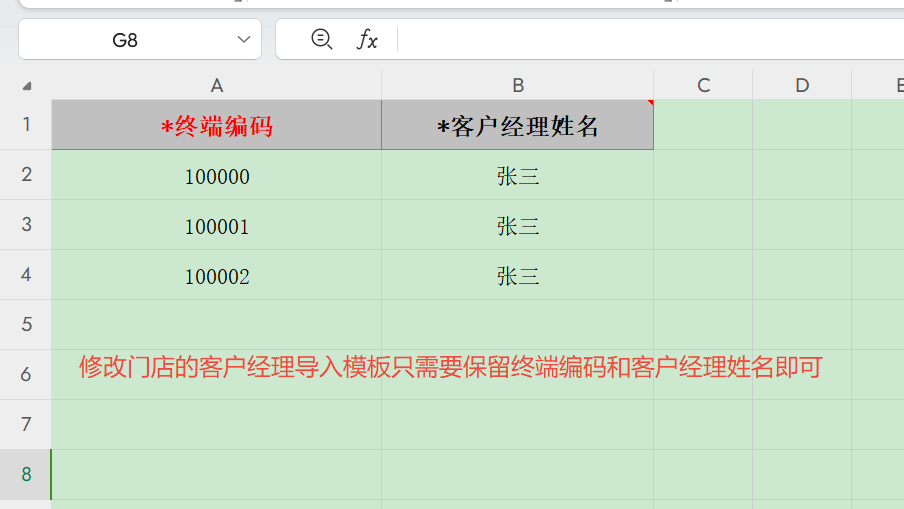 G8
fx
A B C D E
1 *终端编码 *客户经理姓名
2 100000 张三
3 100001 张三
4 100002 张三
5
6 修改门店的客户经理导入模板只需要保留终端编码和客户经理姓名即可
7
8